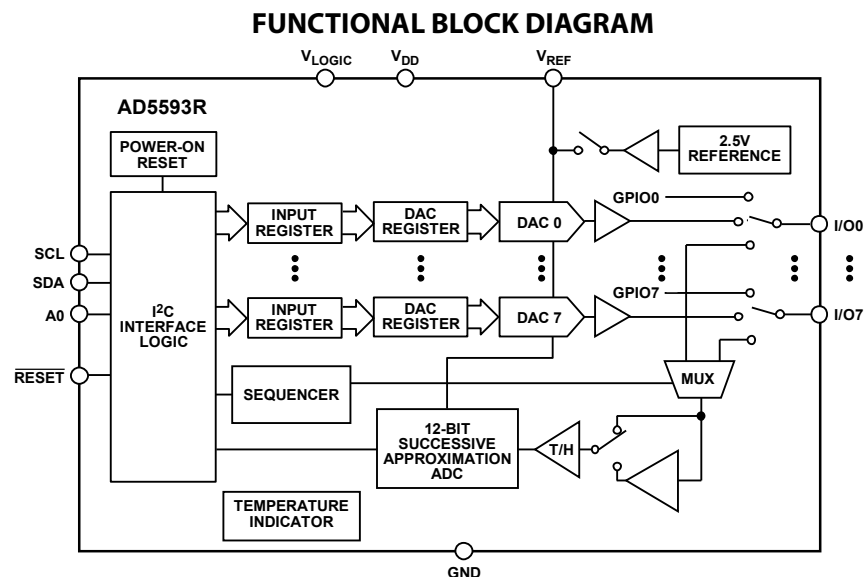 FUNCTIONAL BLOCK DIAGRAM
VLOGIC
VDD
VREF
AD5593R
POWER-ON
RESET
2.5V
REFERENCE
GPIO0
INPUT
REGISTER
DAC
REGISTER
DAC 0
I/O0
SCL
SDA
A0
RESET
I²C
INTERFACE
LOGIC
GPIO7
INPUT
REGISTER
DAC
REGISTER
DAC 7
I/O7
SEQUENCER
MUX
12-BIT
SUCCESSIVE
APPROXIMATION
ADC
T/H
TEMPERATURE
INDICATOR
GND